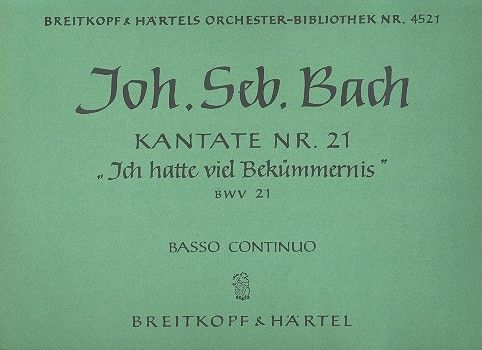 BREITKOPF & HÄRTELS ORCHESTER-BIBLIOTHEK NR. 4521
Joh. Seb. Bach
KANTATE NR. 21
„Ich hatte viel Bekümmernis"
BWV 21
BASSO CONTINUO
BREITKOPF & HÄRTEL